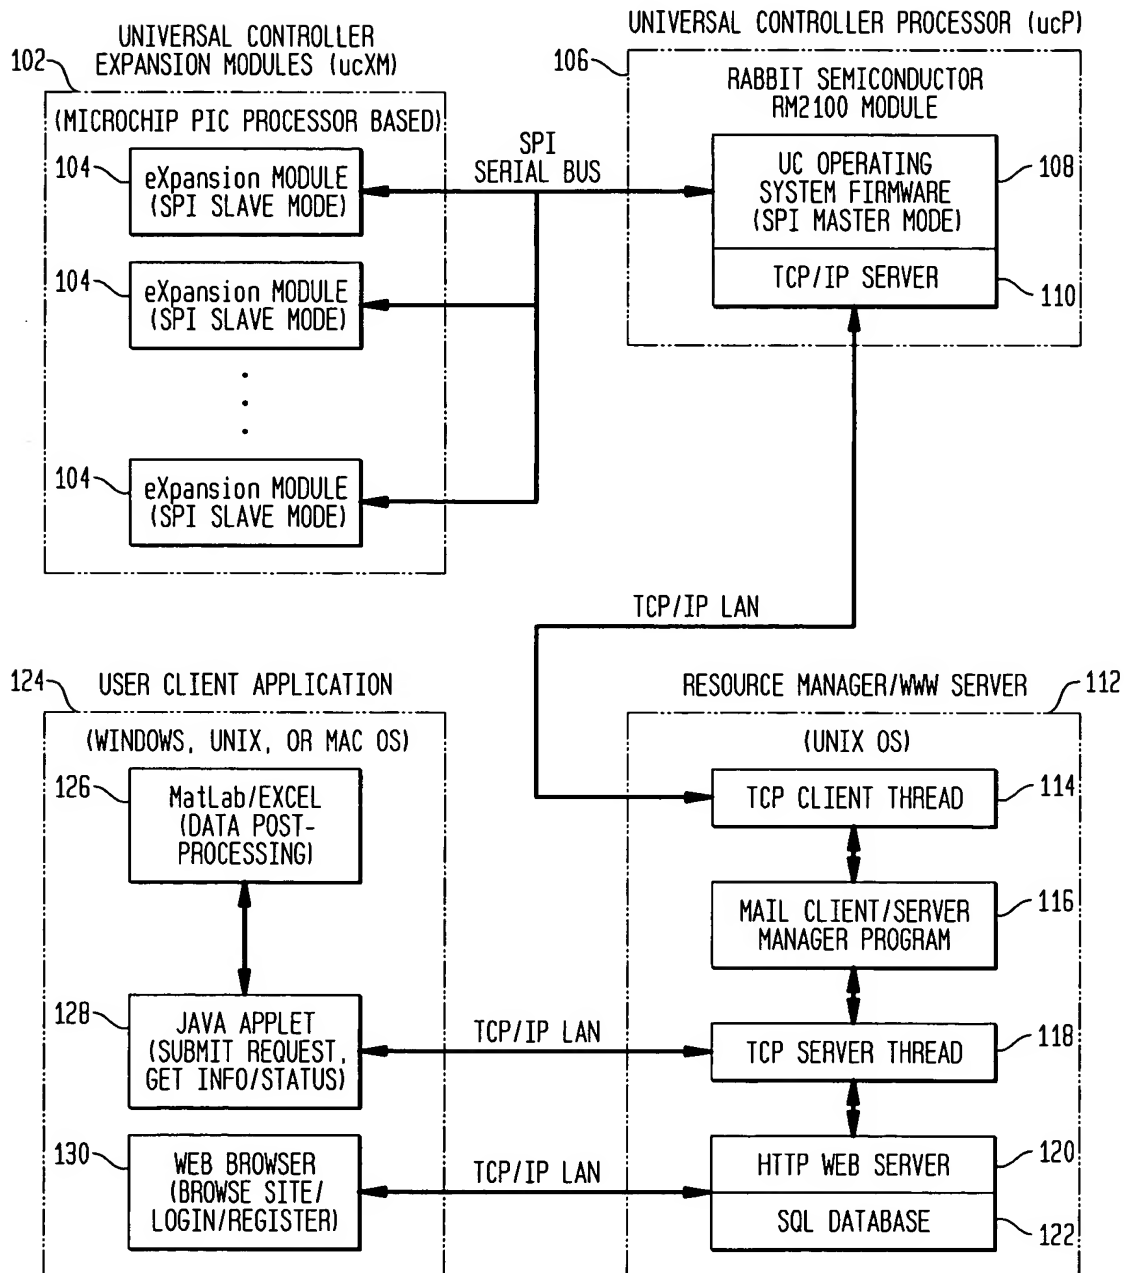 UNIVERSAL CONTROLLER
EXPANSION MODULES (ucXM)
102
(MICROCHIP PIC PROCESSOR BASED)
104
eXpansion MODULE
(SPI SLAVE MODE)
104
eXpansion MODULE
(SPI SLAVE MODE)
104
eXpansion MODULE
(SPI SLAVE MODE)
SPI
SERIAL BUS
UNIVERSAL CONTROLLER PROCESSOR (ucP)
106
RABBIT SEMICONDUCTOR
RM2100 MODULE
UC OPERATING
SYSTEM FIRMWARE
(SPI MASTER MODE)
108
TCP/IP SERVER
110
TCP/IP LAN
124
USER CLIENT APPLICATION
(WINDOWS, UNIX, OR MAC OS)
126
MatLab/EXCEL
(DATA POST-
PROCESSING)
128
JAVA APPLET
(SUBMIT REQUEST,
GET INFO/STATUS)
130
WEB BROWSER
(BROWSE SITE/
LOGIN/REGISTER)
TCP/IP LAN
TCP/IP LAN
RESOURCE MANAGER/WWW SERVER
112
(UNIX OS)
TCP CLIENT THREAD
114
MAIL CLIENT/SERVER
MANAGER PROGRAM
116
TCP SERVER THREAD
118
HTTP WEB SERVER
120
SQL DATABASE
122